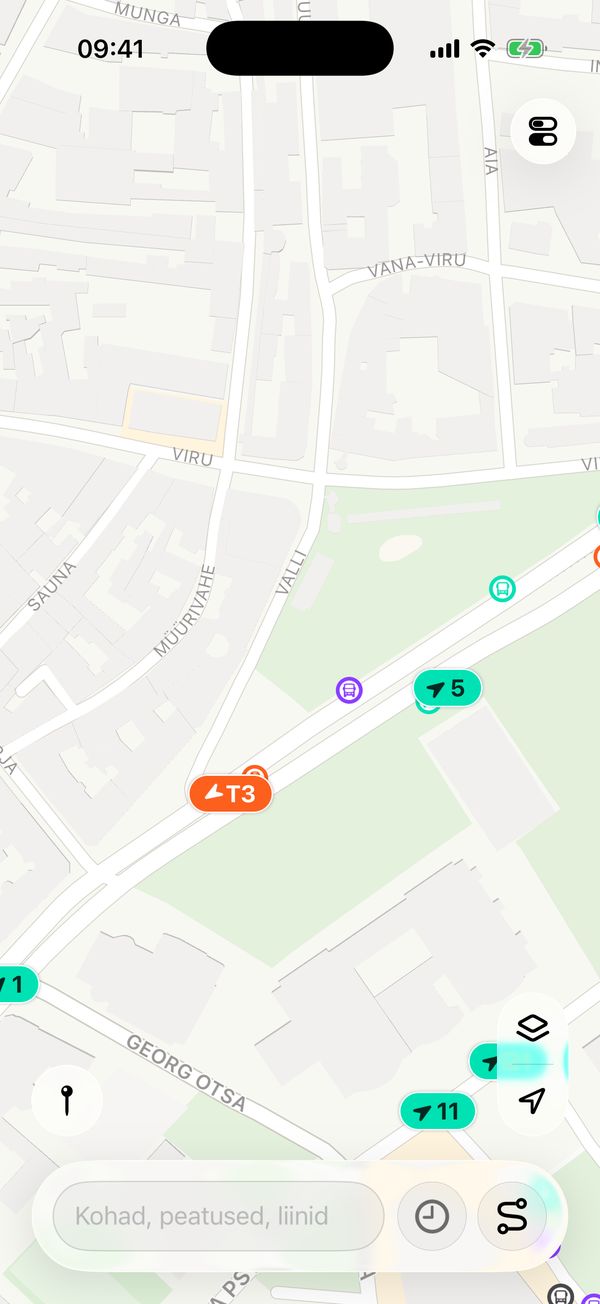 MUNGA
09:41
AIA
VANA-VIRU
VIRU
SAUNA
MÜÜRIVAHE
VALLI
5
T3
1
GEORG OTSA
11
Kohad, peatused, liinid